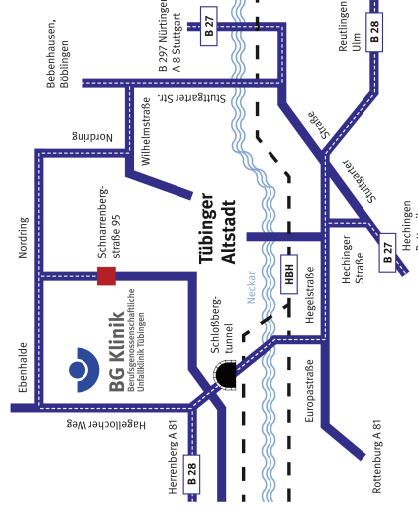 Bebenhausen,
Böblingen
B 297 Nürtingen
A 8 Stuttgart
B 27
Reutlingen
Ulm
B 28
Stuttgarter Str.
Nordring
Wilhelmstraße
Straße
Stuttgarter
Nordring
Schnarrenberg-
straße 95
Tübinger
Altstadt
Hechinger
Straße
B 27
Hechingen
HBH
Neckar
Hegelstraße
Schloßberg-
tunnel
BG Klinik
Berufsgenossenschaftliche
Unfallklinik Tübingen
Ebenhalde
Hagellocher Weg
Europastraße
Herrenberg A 81
B 28
Rottenburg A 81